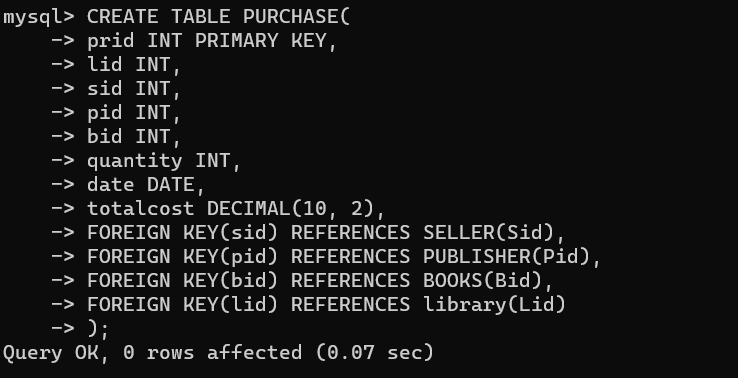 mysql> CREATE TABLE PURCHASE(
    -> prid INT PRIMARY KEY,
    -> lid INT,
    -> sid INT,
    -> pid INT,
    -> bid INT,
    -> quantity INT,
    -> date DATE,
    -> totalcost DECIMAL(10, 2),
    -> FOREIGN KEY(sid) REFERENCES SELLER(Sid),
    -> FOREIGN KEY(pid) REFERENCES PUBLISHER(Pid),
    -> FOREIGN KEY(bid) REFERENCES BOOKS(Bid),
    -> FOREIGN KEY(lid) REFERENCES library(Lid)
    -> );
Query OK, 0 rows affected (0.07 sec)